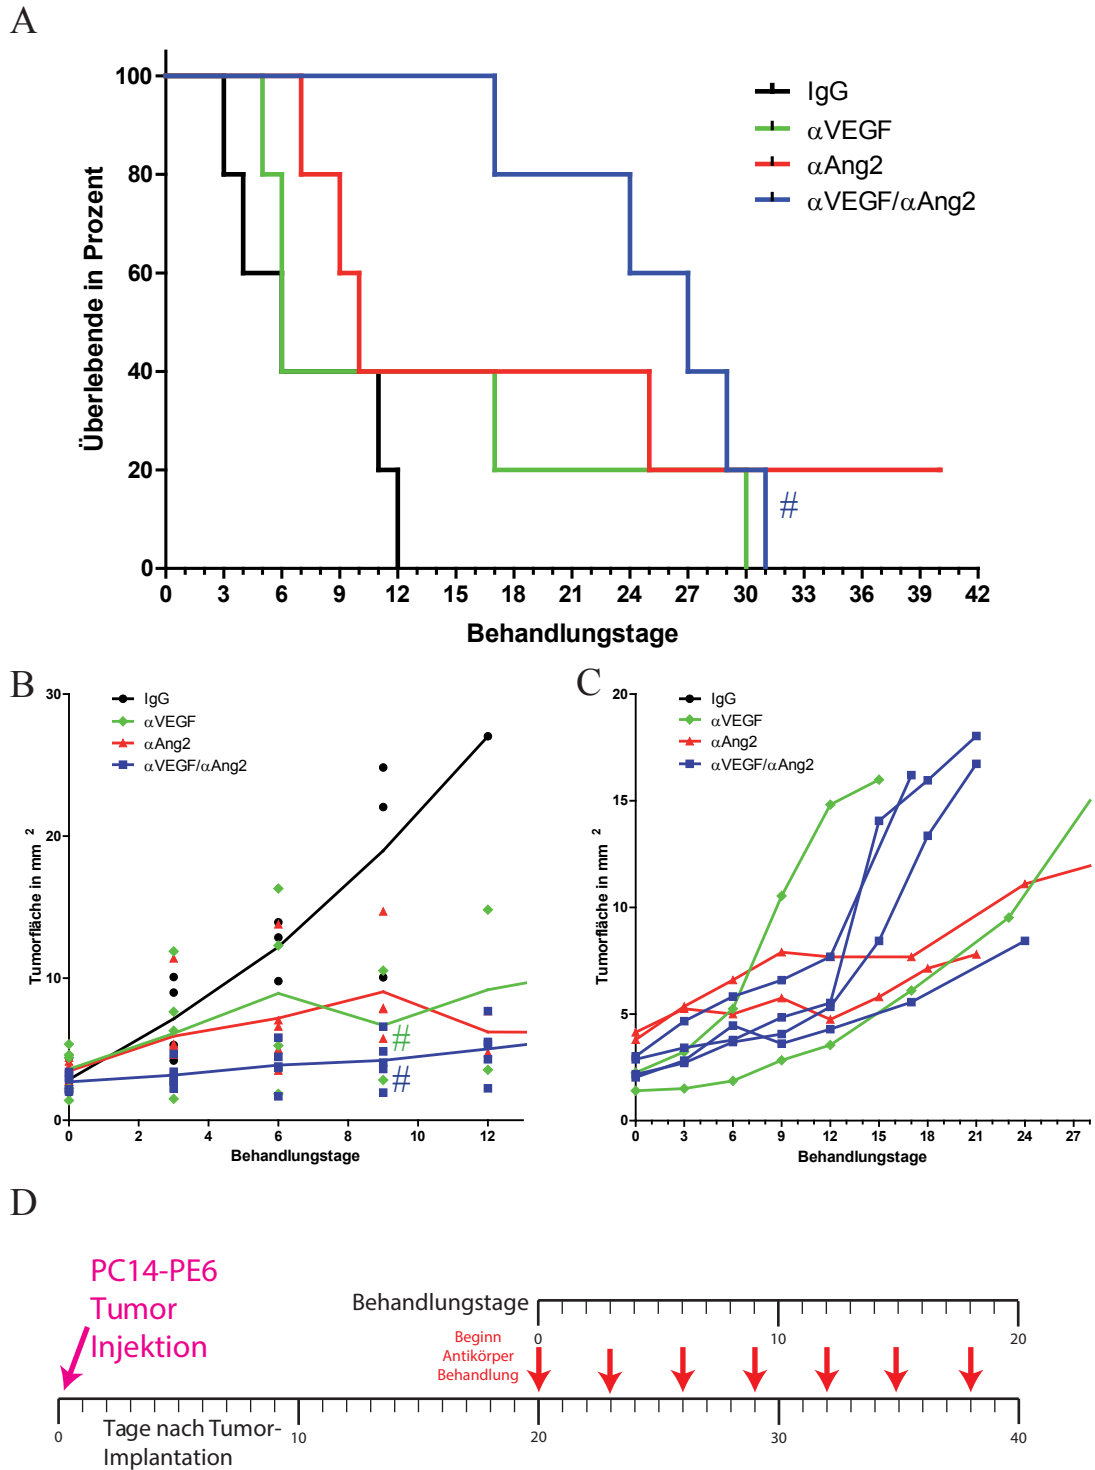 A
IgG
αVEGF
αAng2
αVEGF/αAng2
Überlebende in Prozent
100
80
60
40
20
0
#
0 3 6 9 12 15 18 21 24 27 30 33 36 39 42
Behandlungstage
B
IgG
αVEGF
αAng2
αVEGF/αAng2
Tumorfläche in mm 2
30
20
10
0
#
#
0 2 4 6 8 10 12
Behandlungstage
C
IgG
αVEGF
αAng2
αVEGF/αAng2
Tumorfläche in mm 2
20
15
10
5
0
0 3 6 9 12 15 18 21 24 27
Behandlungstage
D
PC14-PE6
Tumor
Injektion
Behandlungstage
0 10 20
Beginn
Antikörper
Behandlung
0 10 20 30 40
Tage nach Tumor-
Implantation